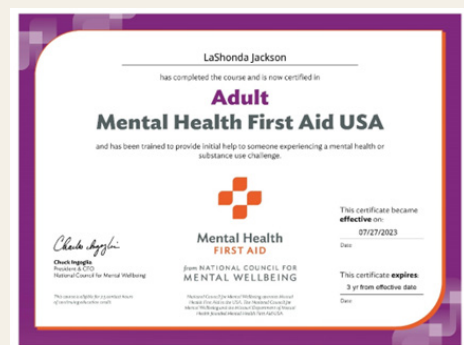 LaShonda Jackson
has completed the course and is now certified in
Adult
Mental Health First Aid USA
and has been trained to provide initial help to someone experiencing a mental health or
substance use challenge.
This certificate became
effective on:
07/27/2023
Date
Mental Health
FIRST AID
from NATIONAL COUNCIL FOR
MENTAL WELLBEING
Chuck Ingoglia
President & CEO
National Council for Mental Wellbeing
This certificate expires:
3 yr from effective date
Date